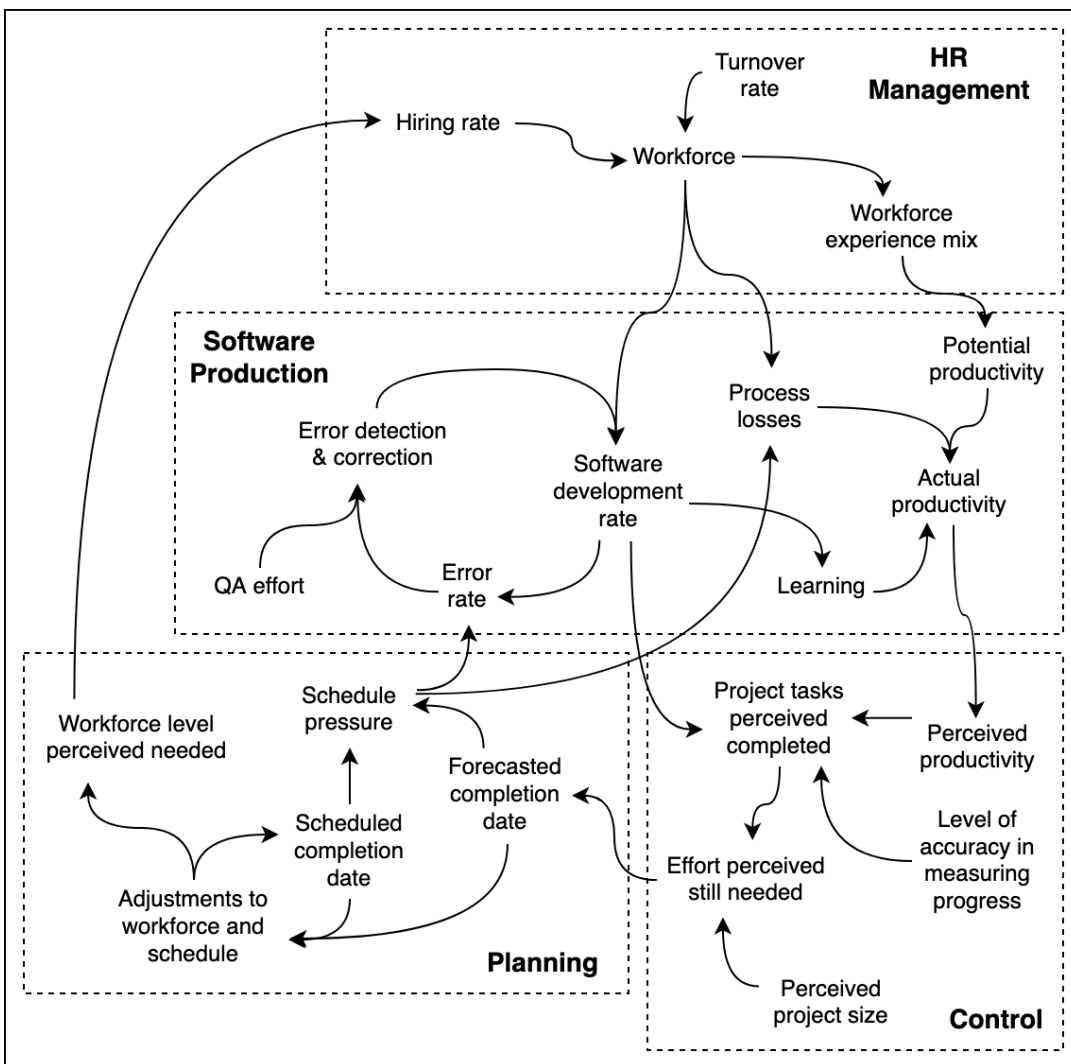 HR
Management
Turnover
rate
Hiring rate
Workforce
Workforce
experience mix
Software
Production
Potential
productivity
Process
losses
Error detection
& correction
Software
development
rate
Actual
productivity
QA effort
Error
rate
Learning
Schedule
pressure
Workforce level
perceived needed
Forecasted
completion
date
Scheduled
completion
date
Adjustments to
workforce and
schedule
Planning
Project tasks
perceived
completed
Perceived
productivity
Level of
accuracy in
measuring
progress
Effort perceived
still needed
Perceived
project size
Control